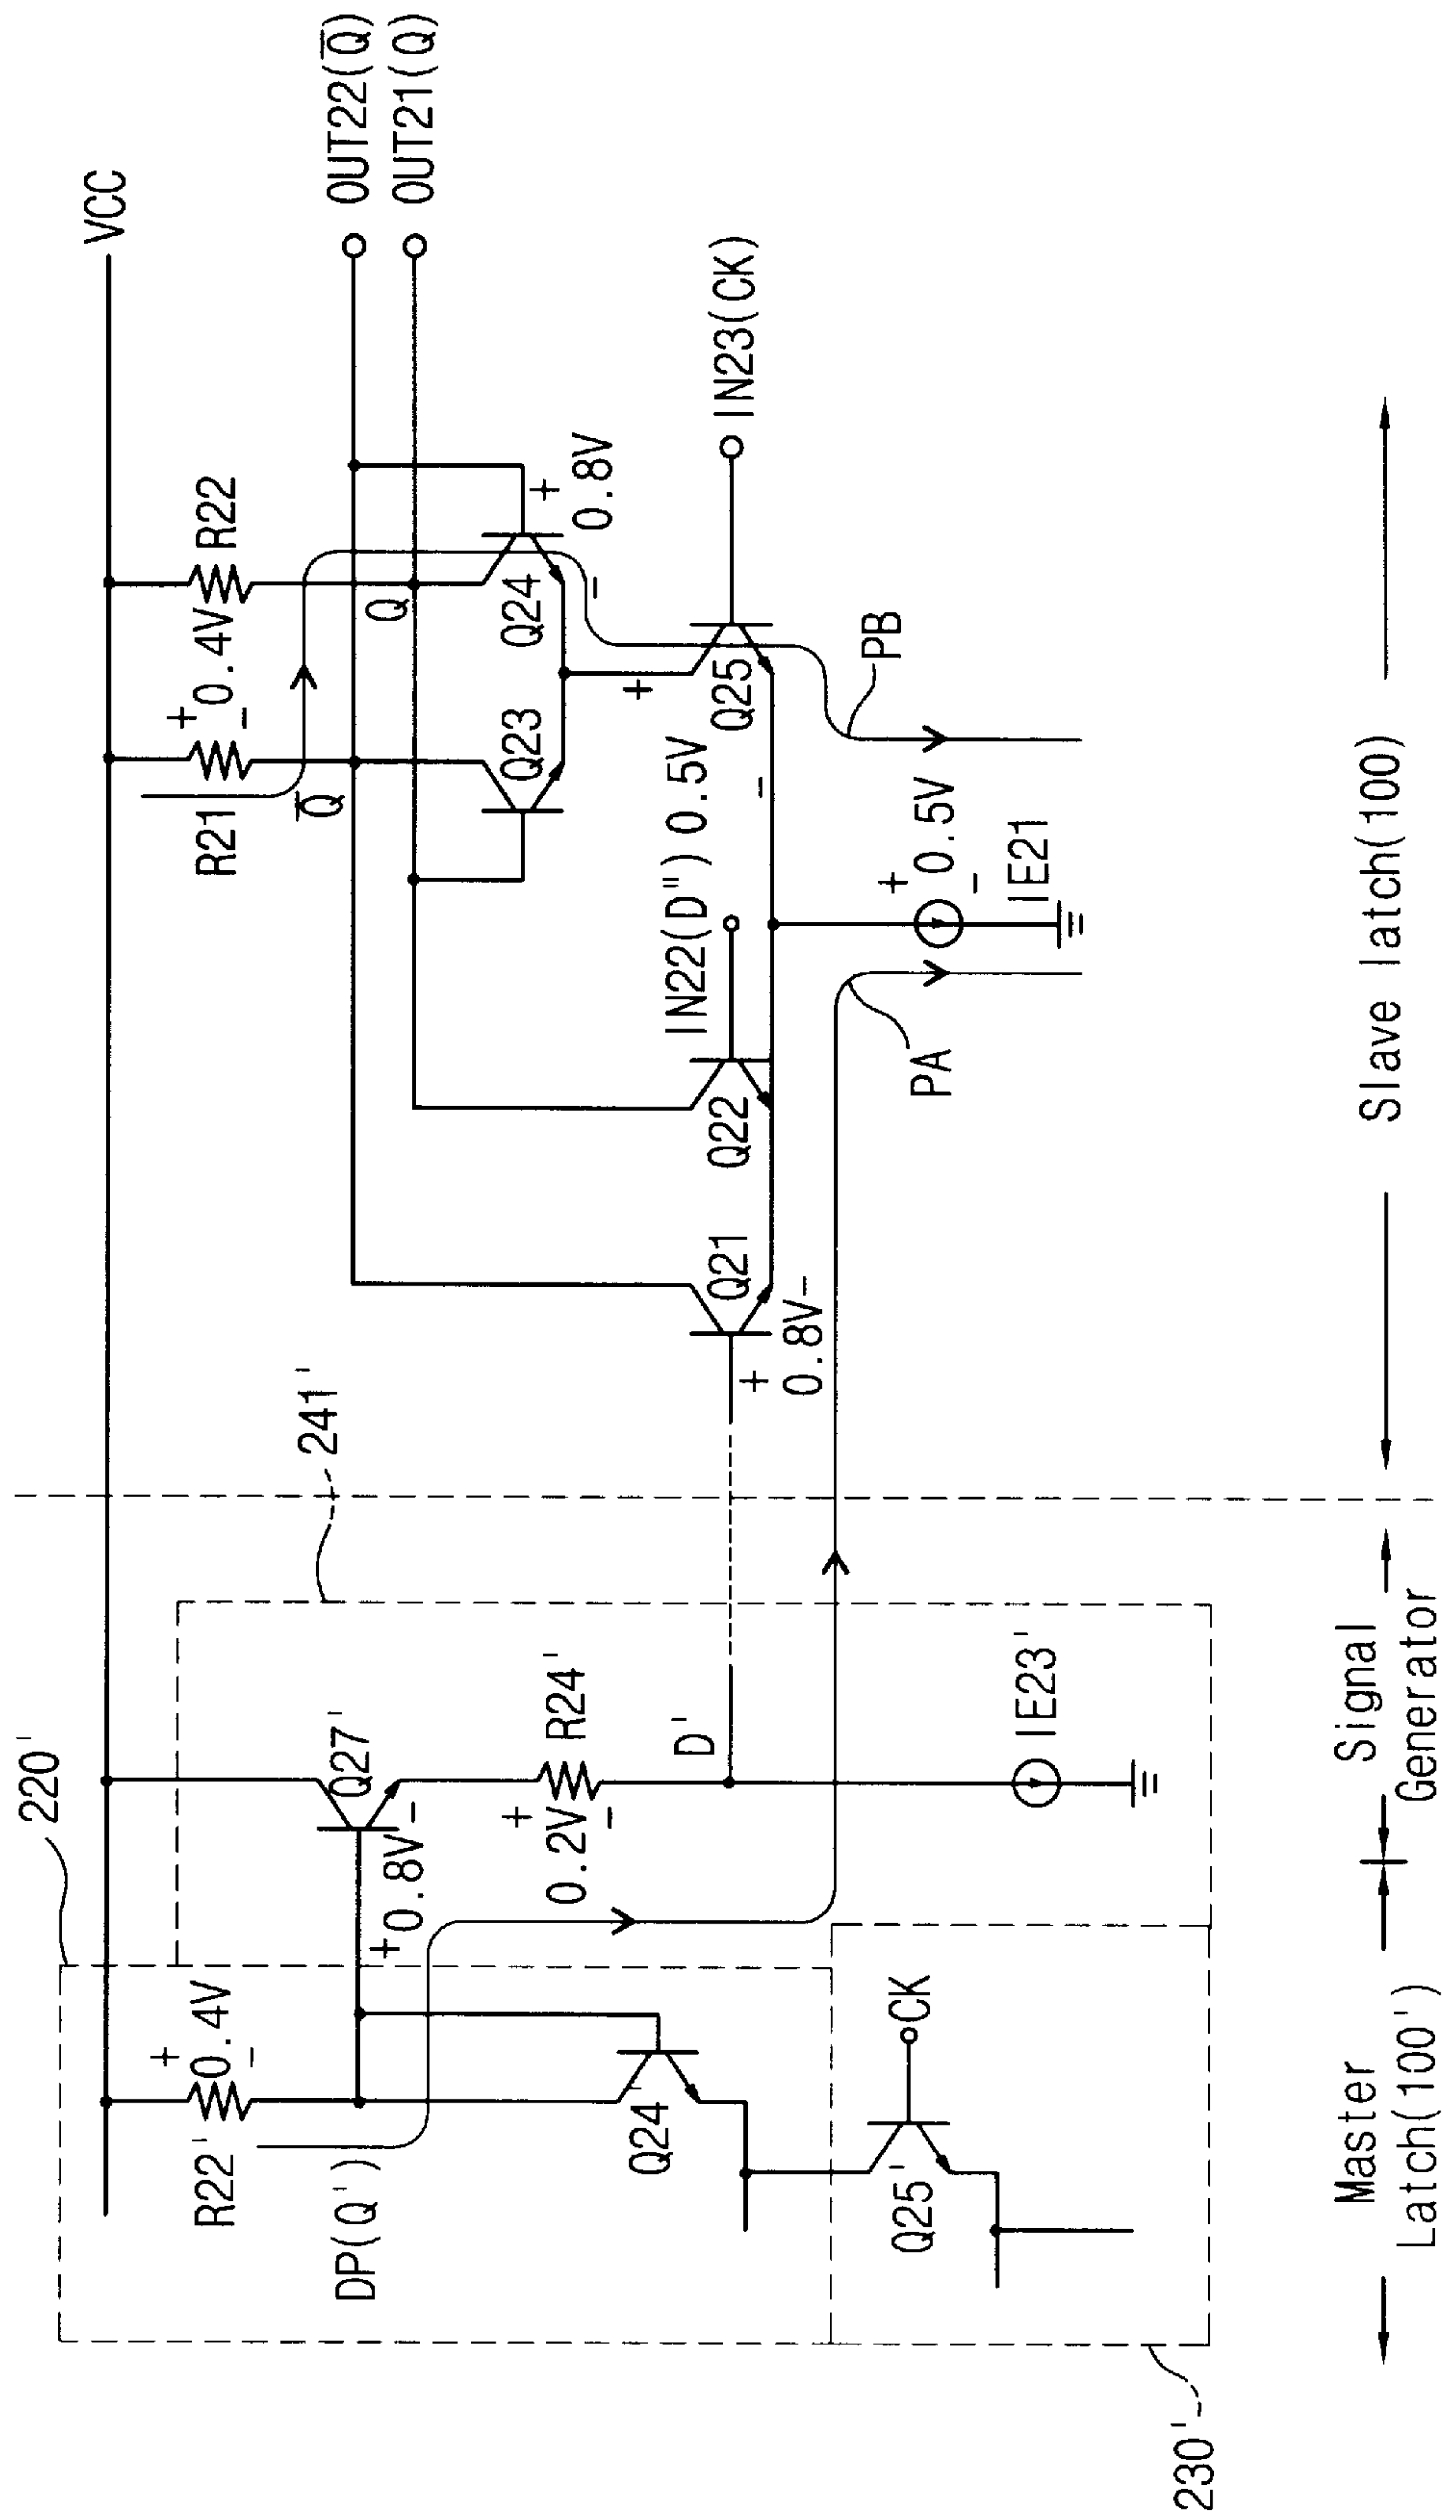 VCC
OUT22(Q̅)
OUT21(Q)
R21
+
0.4V
-
R22
Q̅
Q
Q23
Q24
+
0.8V
-
+
Q25
-
IN23(CK)
PB
IN22(D")
0.5V
Q22
Q21
+
0.8V-
PA
+
0.5V
-
IE21
241'
220'
Q27'
+0.8V-
+
0.2V
-
R24'
D'
IE23'
R22'
+
0.4V
-
DP(Q')
Q24'
Q25'
CK
230'
Master
Latch(100')
Signal
Generator
Slave latch(100)